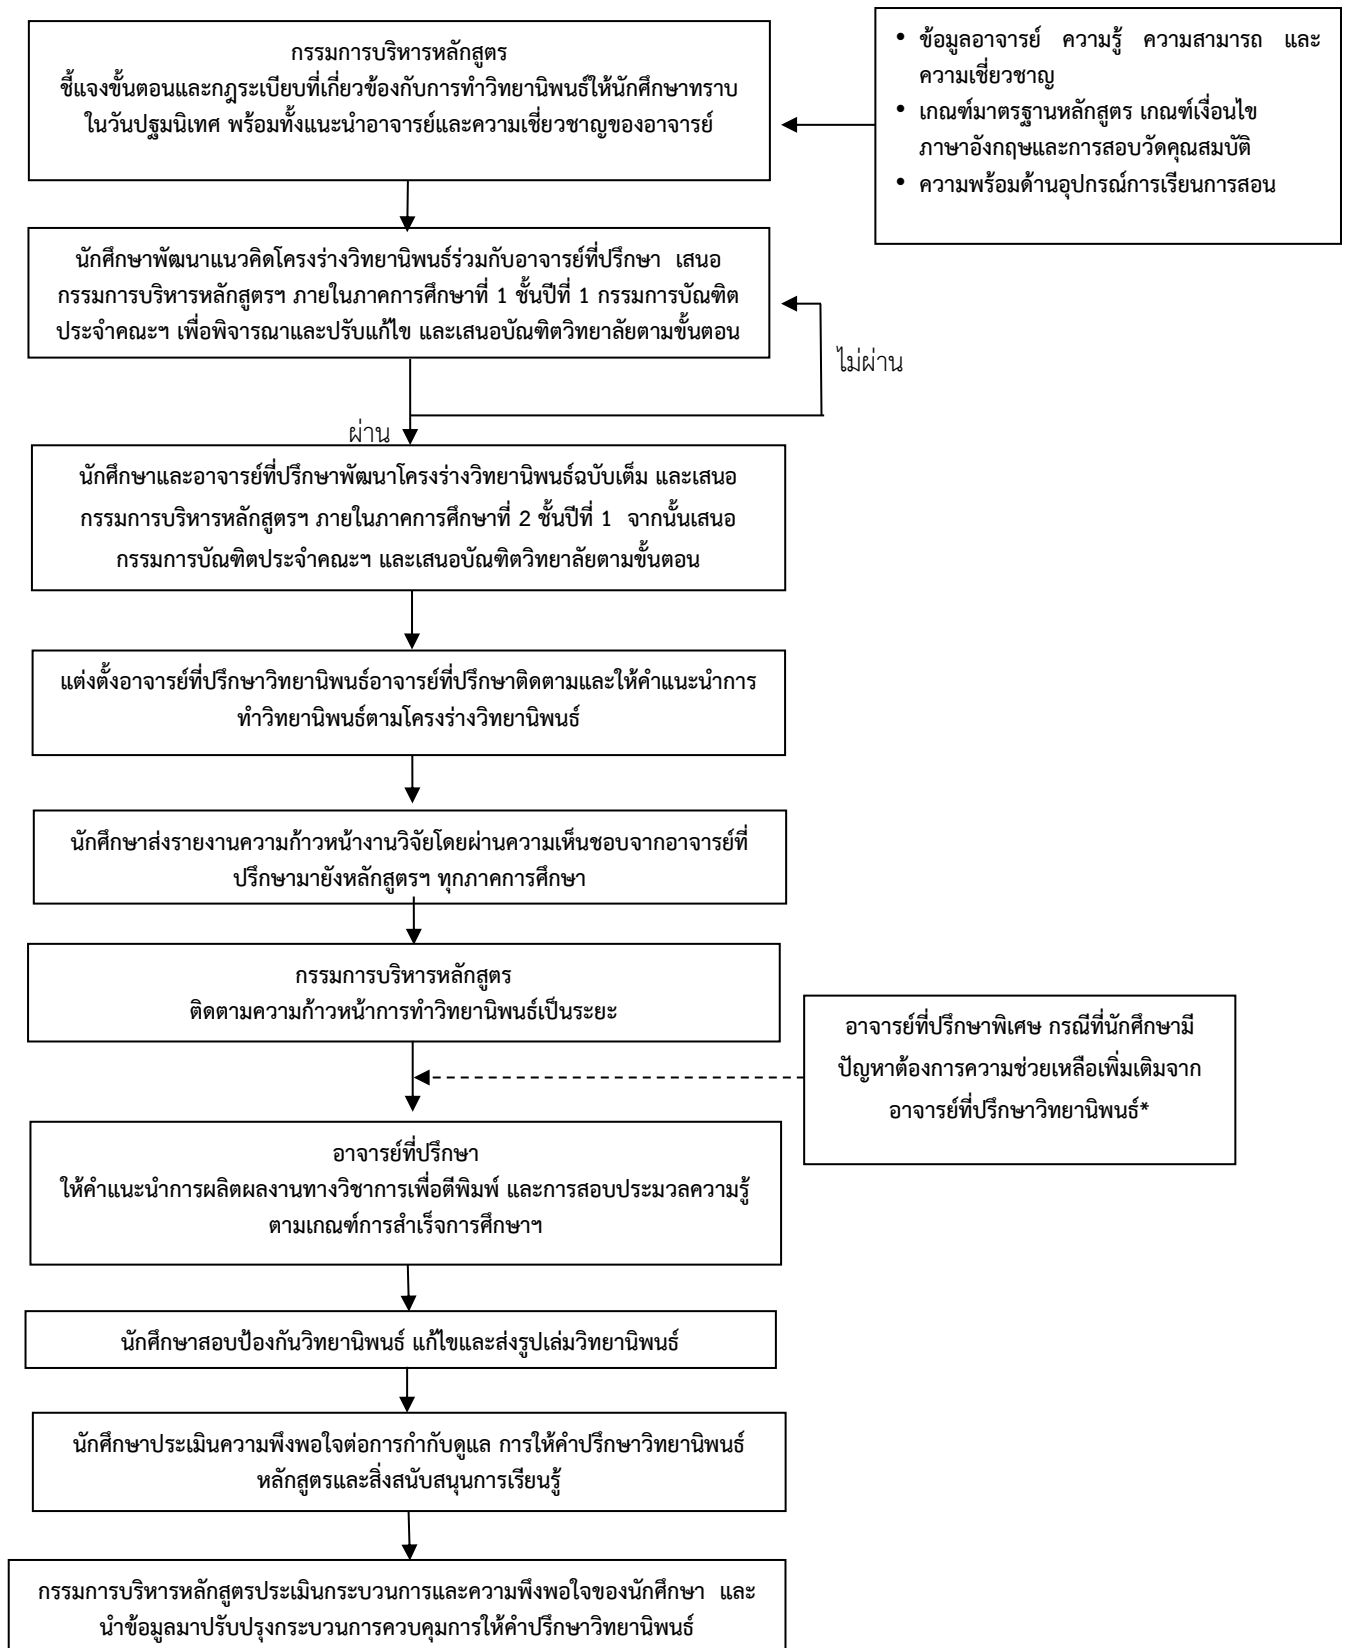 กรรมการบริหารหลักสูตร
ชี้แจงขั้นตอนและกฎระเบียบที่เกี่ยวข้องกับการทำวิทยานิพนธ์ให้นักศึกษาทราบ
ในวันปฐมนิเทศ พร้อมทั้งแนะนำอาจารย์และความเชี่ยวชาญของอาจารย์
• ข้อมูลอาจารย์ ความรู้ ความสามารถ และ
ความเชี่ยวชาญ
• เกณฑ์มาตรฐานหลักสูตร เกณฑ์เงื่อนไข
ภาษาอังกฤษและการสอบวัดคุณสมบัติ
• ความพร้อมด้านอุปกรณ์การเรียนการสอน
นักศึกษาพัฒนาแนวคิดโครงร่างวิทยานิพนธ์ร่วมกับอาจารย์ที่ปรึกษา เสนอ
กรรมการบริหารหลักสูตรฯ ภายในภาคการศึกษาที่ 1 ชั้นปีที่ 1 กรรมการบัณฑิต
ประจำคณะฯ เพื่อพิจารณาและปรับแก้ไข และเสนอบัณฑิตวิทยาลัยตามขั้นตอน
ไม่ผ่าน
ผ่าน
นักศึกษาและอาจารย์ที่ปรึกษาพัฒนาโครงร่างวิทยานิพนธ์ฉบับเต็ม และเสนอ
กรรมการบริหารหลักสูตรฯ ภายในภาคการศึกษาที่ 2 ชั้นปีที่ 1 จากนั้นเสนอ
กรรมการบัณฑิตประจำคณะฯ และเสนอบัณฑิตวิทยาลัยตามขั้นตอน
แต่งตั้งอาจารย์ที่ปรึกษาวิทยานิพนธ์อาจารย์ที่ปรึกษาติดตามและให้คำแนะนำการ
ทำวิทยานิพนธ์ตามโครงร่างวิทยานิพนธ์
นักศึกษาส่งรายงานความก้าวหน้างานวิจัยโดยผ่านความเห็นชอบจากอาจารย์ที่
ปรึกษามายังหลักสูตรฯ ทุกภาคการศึกษา
กรรมการบริหารหลักสูตร
ติดตามความก้าวหน้าการทำวิทยานิพนธ์เป็นระยะ
อาจารย์ที่ปรึกษาพิเศษ กรณีที่นักศึกษามี
ปัญหาต้องการความช่วยเหลือเพิ่มเติมจาก
อาจารย์ที่ปรึกษาวิทยานิพนธ์*
อาจารย์ที่ปรึกษา
ให้คำแนะนำการผลิตผลงานทางวิชาการเพื่อตีพิมพ์ และการสอบประมวลความรู้
ตามเกณฑ์การสำเร็จการศึกษาฯ
นักศึกษาสอบป้องกันวิทยานิพนธ์ แก้ไขและส่งรูปเล่มวิทยานิพนธ์
นักศึกษาประเมินความพึงพอใจต่อการกำกับดูแล การให้คำปรึกษาวิทยานิพนธ์
หลักสูตรและสิ่งสนับสนุนการเรียนรู้
กรรมการบริหารหลักสูตรประเมินกระบวนการและความพึงพอใจของนักศึกษา และ
นำข้อมูลมาปรับปรุงกระบวนการควบคุมการให้คำปรึกษาวิทยานิพนธ์